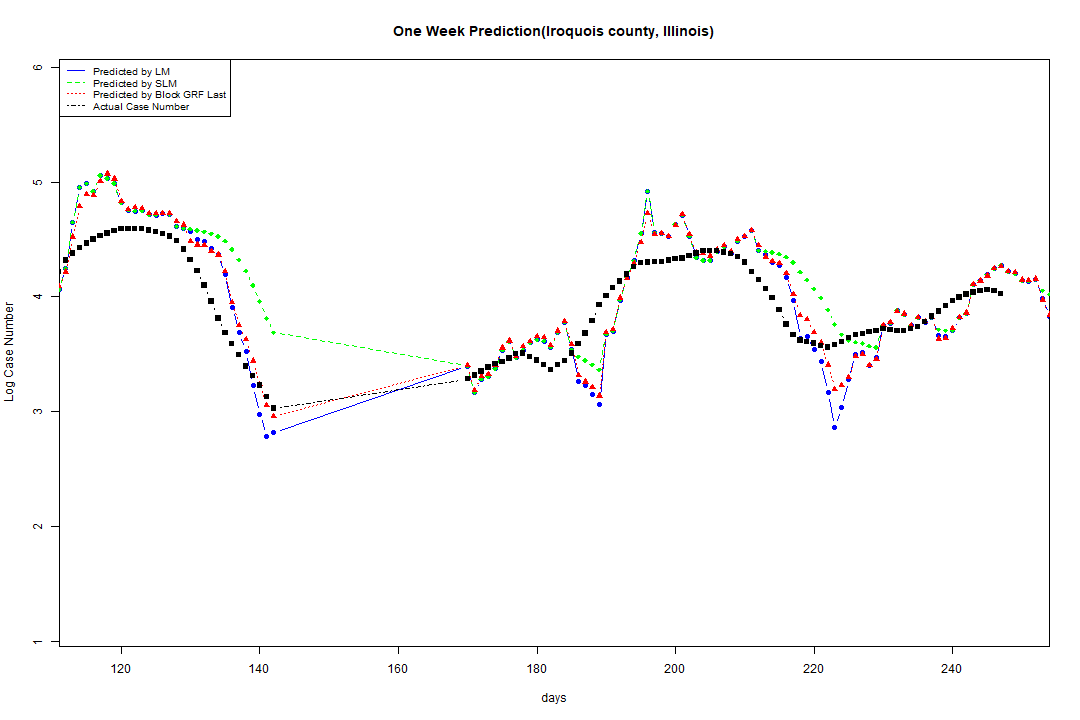 One Week Prediction(Iroquois county, Illinois)
Predicted by LM
Predicted by SLM
Predicted by Block GRF Last
Actual Case Number
6
5
4
3
2
1
Log Case Number
120 140 160 180 200 220 240
days